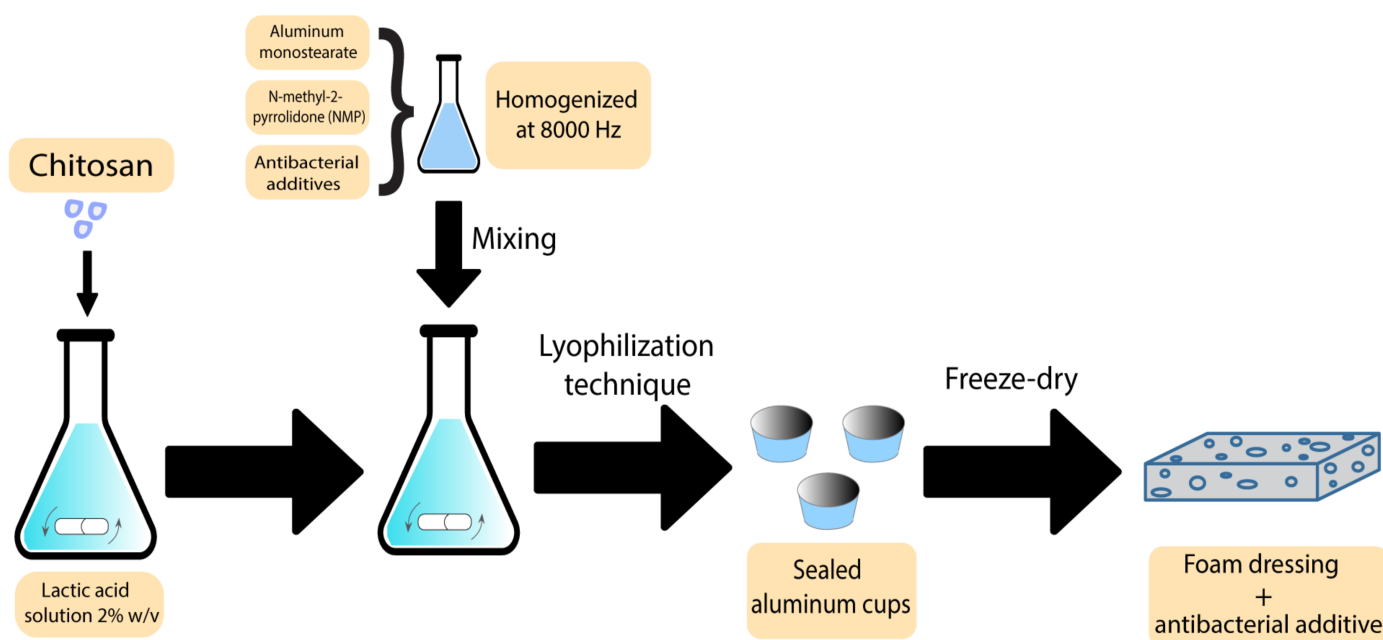 Aluminum
monostearate
N-methyl-2-
pyrrolidone (NMP)
Antibacterial
additives
Homogenized
at 8000 Hz
Chitosan
Mixing
Lactic acid
solution 2% w/v
Lyophilization
technique
Sealed
aluminum cups
Freeze-dry
Foam dressing
+
antibacterial additive